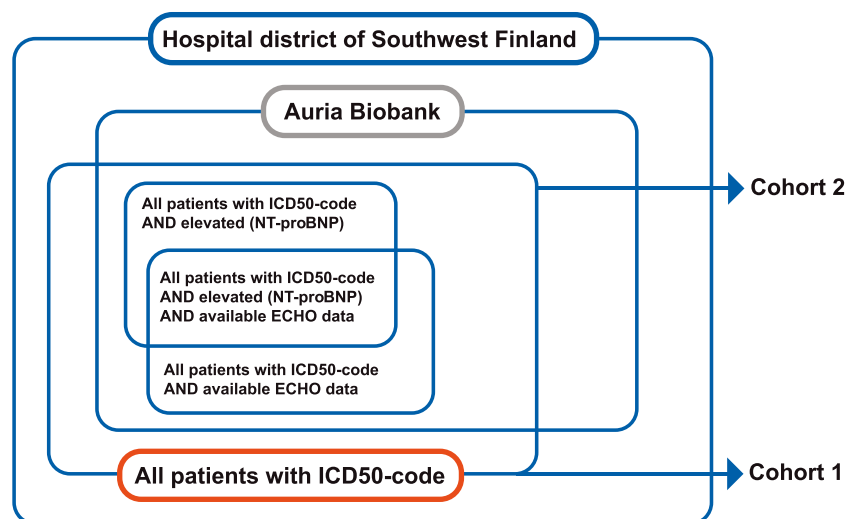 Hospital district of Southwest Finland
Auria Biobank
All patients with ICD50-code
AND elevated (NT-proBNP)
Cohort 2
All patients with ICD50-code
AND elevated (NT-proBNP)
AND available ECHO data
All patients with ICD50-code
AND available ECHO data
All patients with ICD50-code
Cohort 1